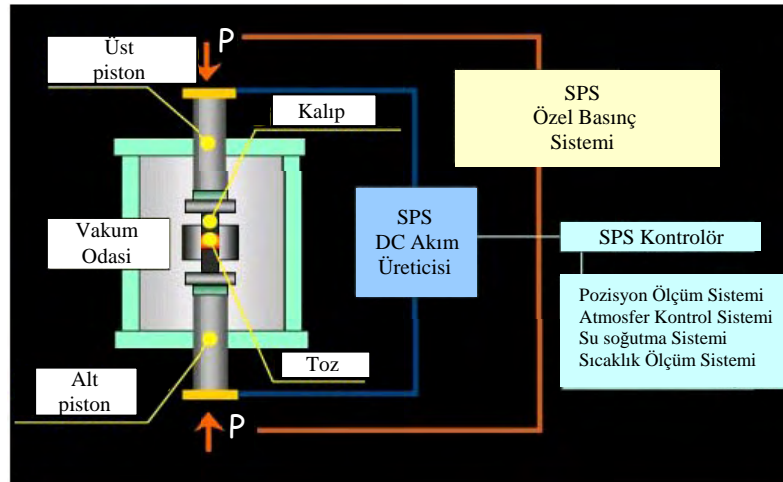 Üst
piston
P
Kalıp
SPS
Özel Basınç
Sistemi
Vakum
Odasi
SPS
DC Akım
Üreticisi
SPS Kontrolör
Pozisyon Ölçüm Sistemi
Atmosfer Kontrol Sistemi
Su soğutma Sistemi
Sıcaklık Ölçüm Sistemi
Toz
Alt
piston
P